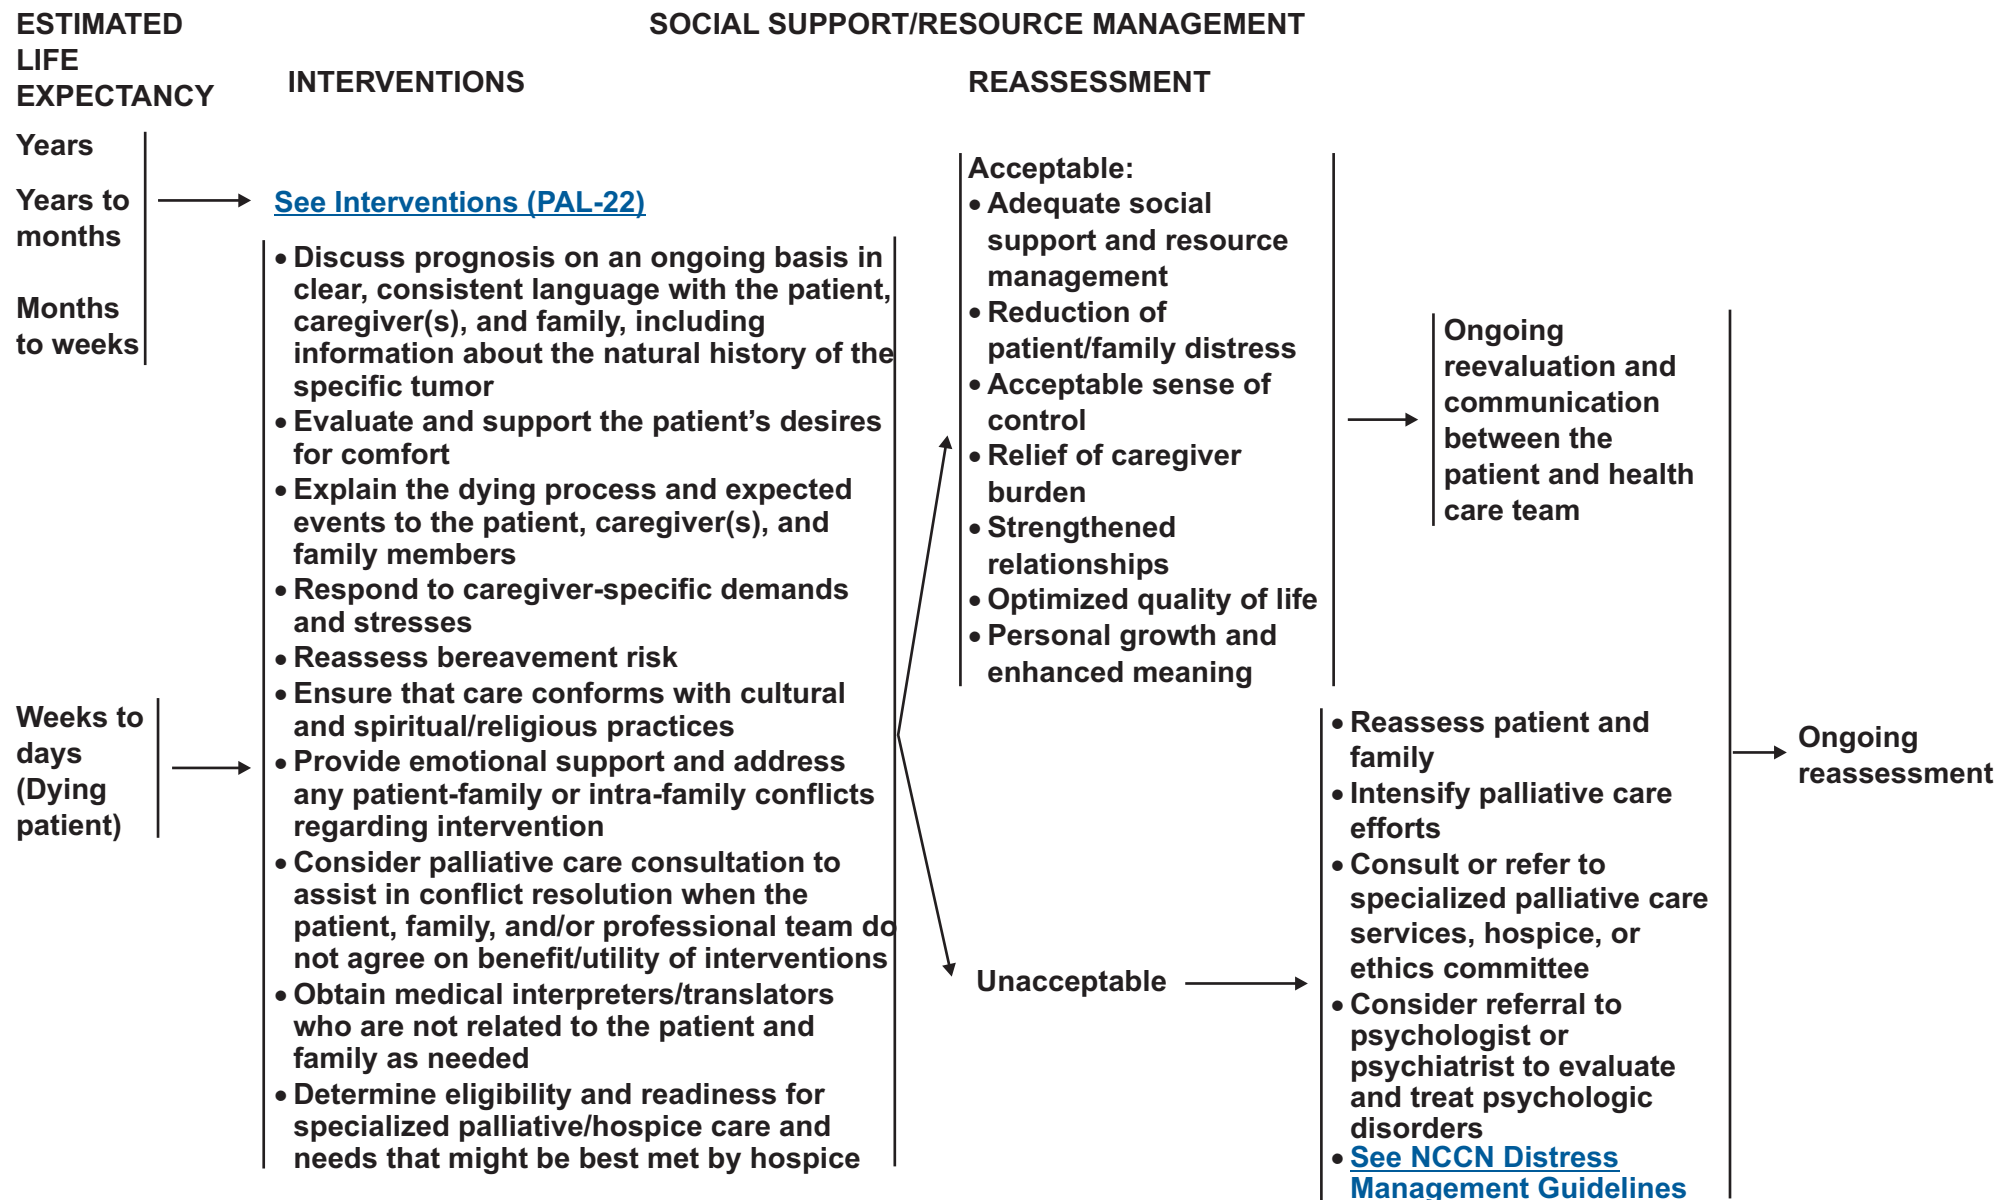 ESTIMATED
LIFE
EXPECTANCY
SOCIAL SUPPORT/RESOURCE MANAGEMENT
INTERVENTIONS
REASSESSMENT
Years
Years to
months
Months
to weeks
See Interventions (PAL-22)
Weeks to
days
(Dying
patient)
• Discuss prognosis on an ongoing basis in
clear, consistent language with the patient,
caregiver(s), and family, including
information about the natural history of the
specific tumor
• Evaluate and support the patient's desires
for comfort
• Explain the dying process and expected
events to the patient, caregiver(s), and
family members
• Respond to caregiver-specific demands
and stresses
• Reassess bereavement risk
• Ensure that care conforms with cultural
and spiritual/religious practices
• Provide emotional support and address
any patient-family or intra-family conflicts
regarding intervention
• Consider palliative care consultation to
assist in conflict resolution when the
patient, family, and/or professional team do
not agree on benefit/utility of interventions
• Obtain medical interpreters/translators
who are not related to the patient and
family as needed
• Determine eligibility and readiness for
specialized palliative/hospice care and
needs that might be best met by hospice
Acceptable:
• Adequate social
support and resource
management
• Reduction of
patient/family distress
• Acceptable sense of
control
• Relief of caregiver
burden
• Strengthened
relationships
• Optimized quality of life
• Personal growth and
enhanced meaning
Ongoing
reevaluation and
communication
between the
patient and health
care team
Unacceptable
• Reassess patient and
family
• Intensify palliative care
efforts
• Consult or refer to
specialized palliative care
services, hospice, or
ethics committee
• Consider referral to
psychologist or
psychiatrist to evaluate
and treat psychologic
disorders
• See NCCN Distress
Management Guidelines
Ongoing
reassessment